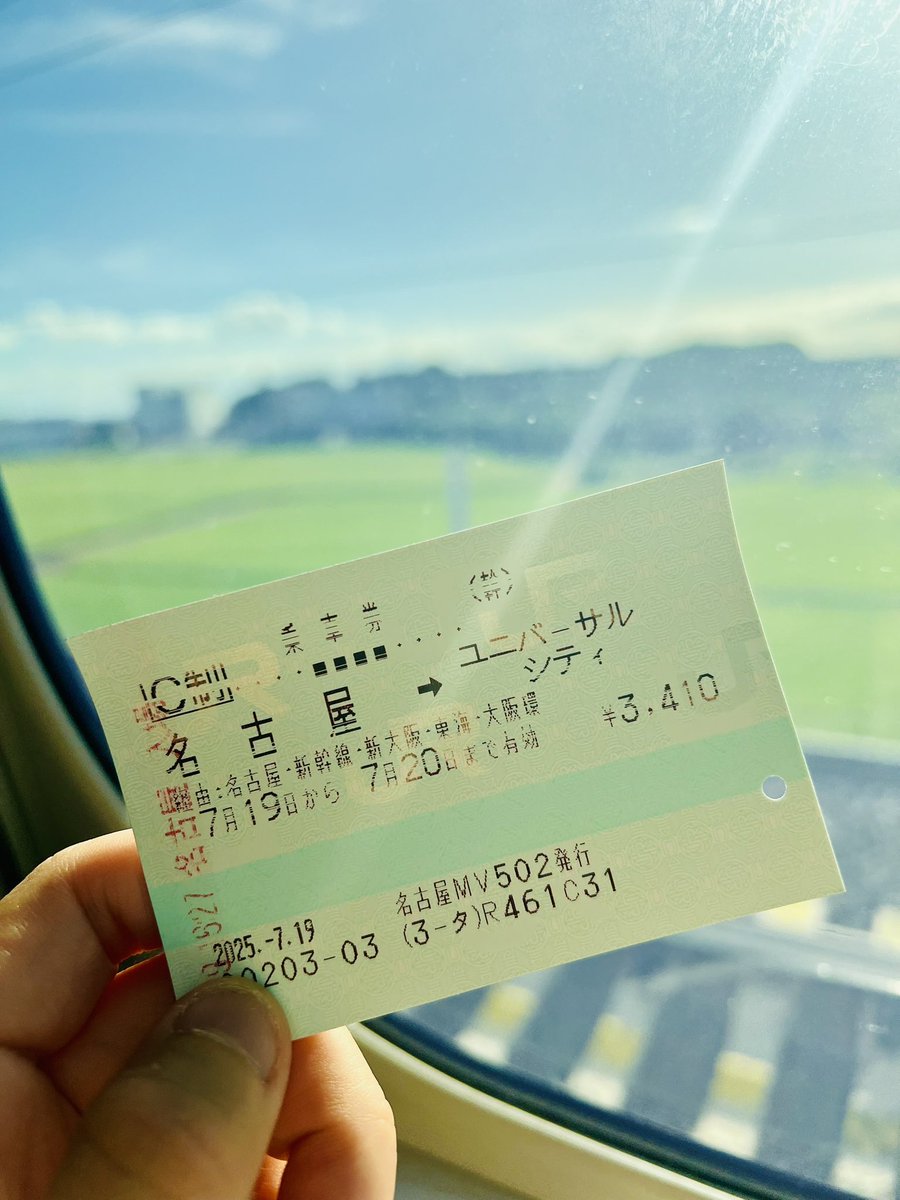 乗車券 (幹)
IC制
名古屋 ➡ ユニバーサルシティ
経由:名古屋・新幹線・新大阪・東海・大阪環 ¥3,410
7月19日から 7月20日まで有効
2025.-7.19 名古屋MV502発行
0203-03 (3-タ)R461C31
名古屋